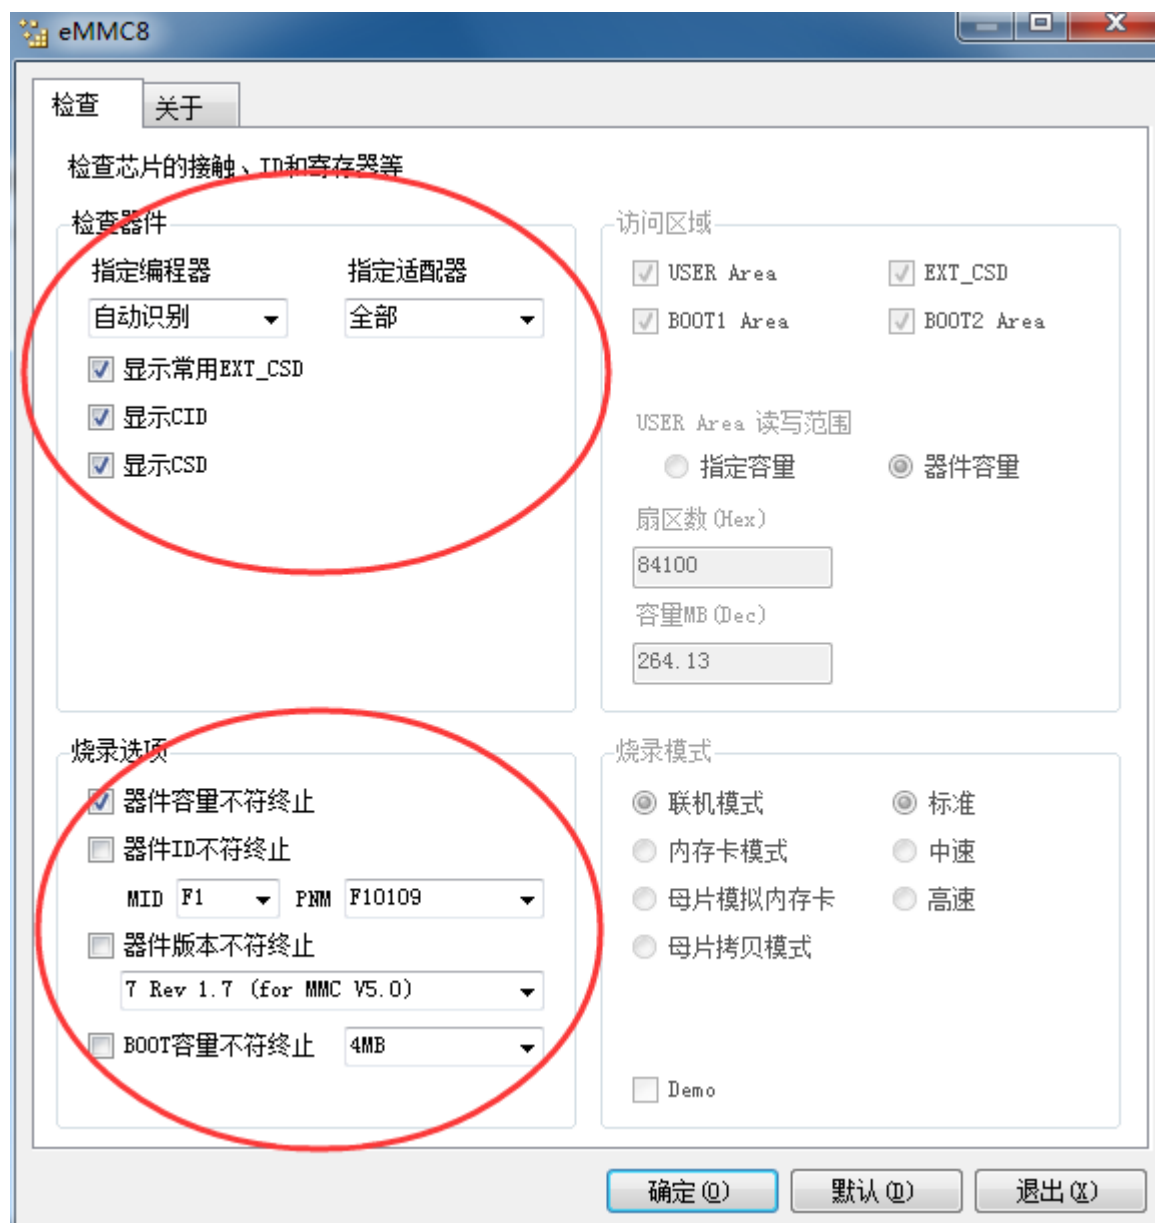 eMMC8
检查 关于
检查芯片的接触、ID和寄存器等
检查器件
指定编程器 指定适配器
自动识别 全部
显示常用EXT_CSD
显示CID
显示CSD
访问区域
USER Area EXT_CSD
BOOT1 Area BOOT2 Area
USER Area 读写范围
指定容量 器件容量
扇区数(Hex)
84100
容量MB(Dec)
264.13
烧录选项
器件容量不符终止
器件ID不符终止
MID F1 PNM F10109
器件版本不符终止
7 Rev 1.7 (for MMC V5.0)
BOOT容量不符终止 4MB
烧录模式
联机模式 标准
内存卡模式 中速
母片模拟内存卡 高速
母片拷贝模式
Demo
确定(O) 默认(D) 退出(X)